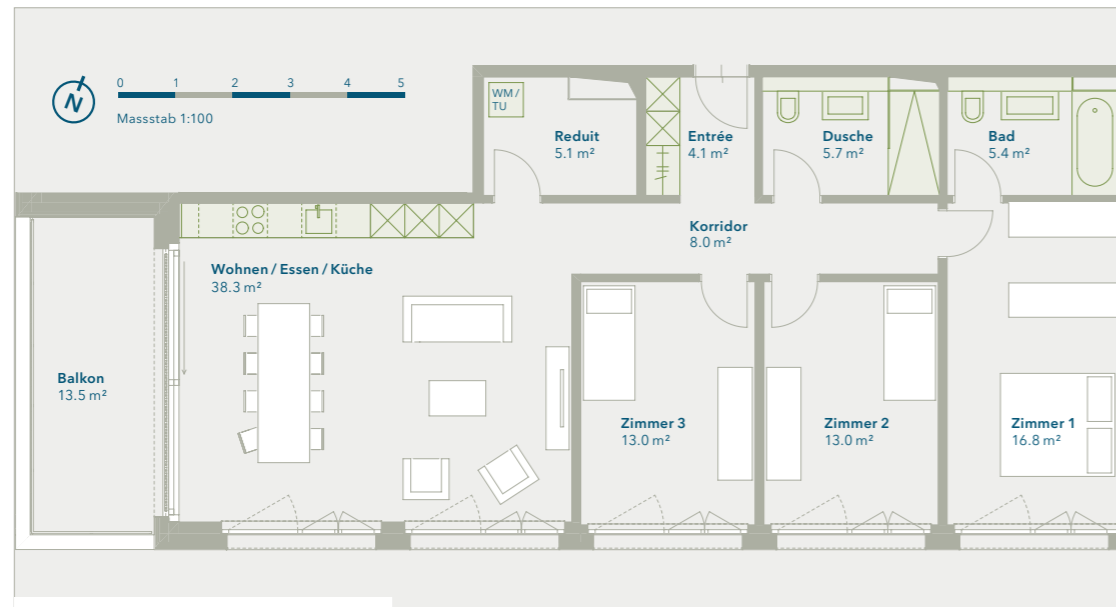 0 1 2 3 4 5
N
Massstab 1:100
WM /
TU
Reduit
5.1 m²
Entrée
4.1 m²
Dusche
5.7 m²
Bad
5.4 m²
Korridor
8.0 m²
Wohnen / Essen / Küche
38.3 m²
Balkon
13.5 m²
Zimmer 3
13.0 m²
Zimmer 2
13.0 m²
Zimmer 1
16.8 m²